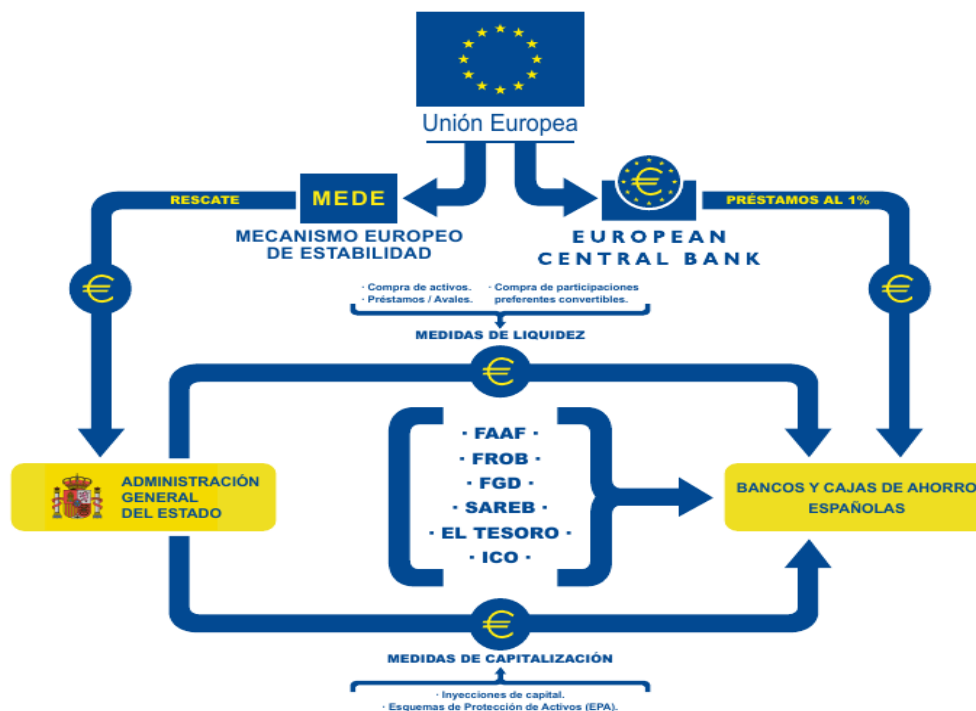 Unión Europea
RESCATE
MEDE
MECANISMO EUROPEO
DE ESTABILIDAD
€
EUROPEAN
CENTRAL BANK
PRÉSTAMOS AL 1%
€
€
· Compra de activos.
· Préstamos / Avales.
· Compra de participaciones
preferentes convertibles.
MEDIDAS DE LIQUIDEZ
€
· FAAF ·
· FROB ·
· FGD ·
· SAREB ·
· EL TESORO ·
· ICO ·
ADMINISTRACIÓN
GENERAL
DEL ESTADO
BANCOS Y CAJAS DE AHORRO
ESPAÑOLAS
€
MEDIDAS DE CAPITALIZACIÓN
· Inyecciones de capital.
· Esquemas de Protección de Activos (EPA).